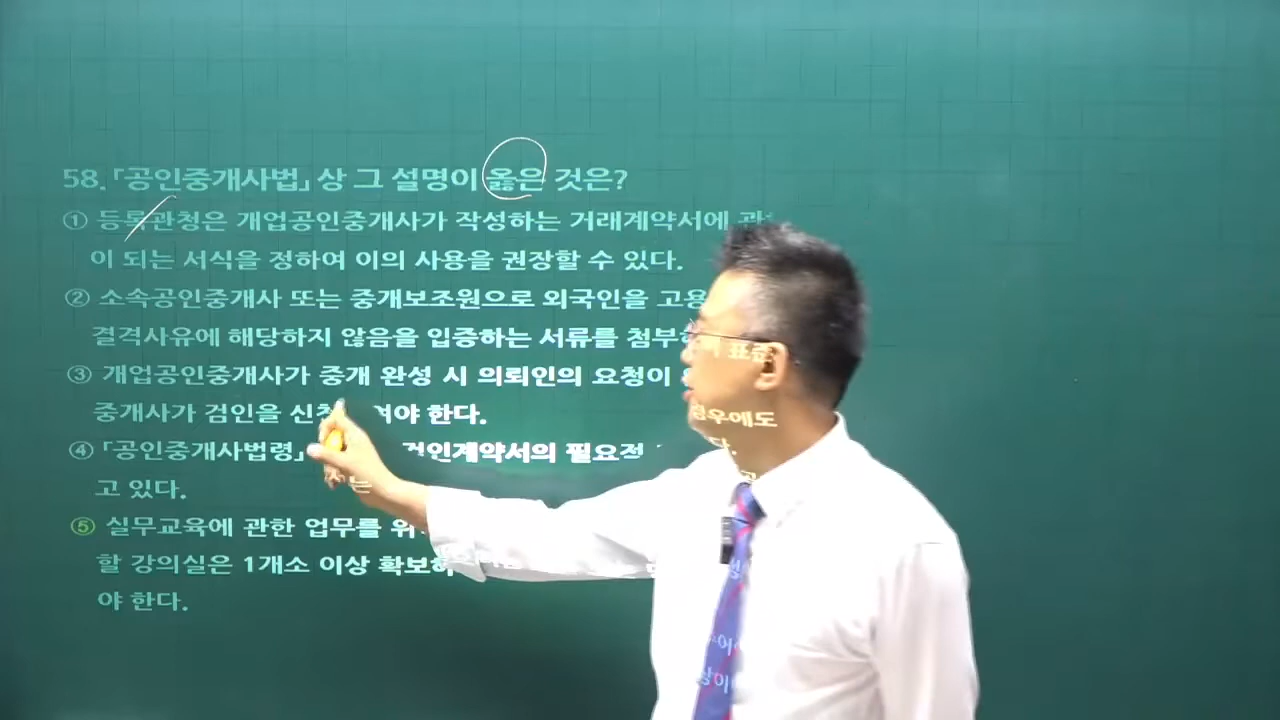 58. 「공인중개사법」 상 그 설명이 옳은 것은?
① 등록관청은 개업공인중개사가 작성하는 거래계약서에 관
이 되는 서식을 정하여 이의 사용을 권장할 수 있다.
② 소속공인중개사 또는 중개보조원으로 외국인을 고용
결격사유에 해당하지 않음을 입증하는 서류를 첨부하
표준
③ 개업공인중개사가 중개 완성 시 의뢰인의 요청이
경우에도
중개사가 검인을 신청 여야 한다.
④ 「공인중개사법령」 검인계약서의 필요적
고 있다.
⑤ 실무교육에 관한 업무를 위
할 강의실은 1개소 이상 확보하
야 한다.